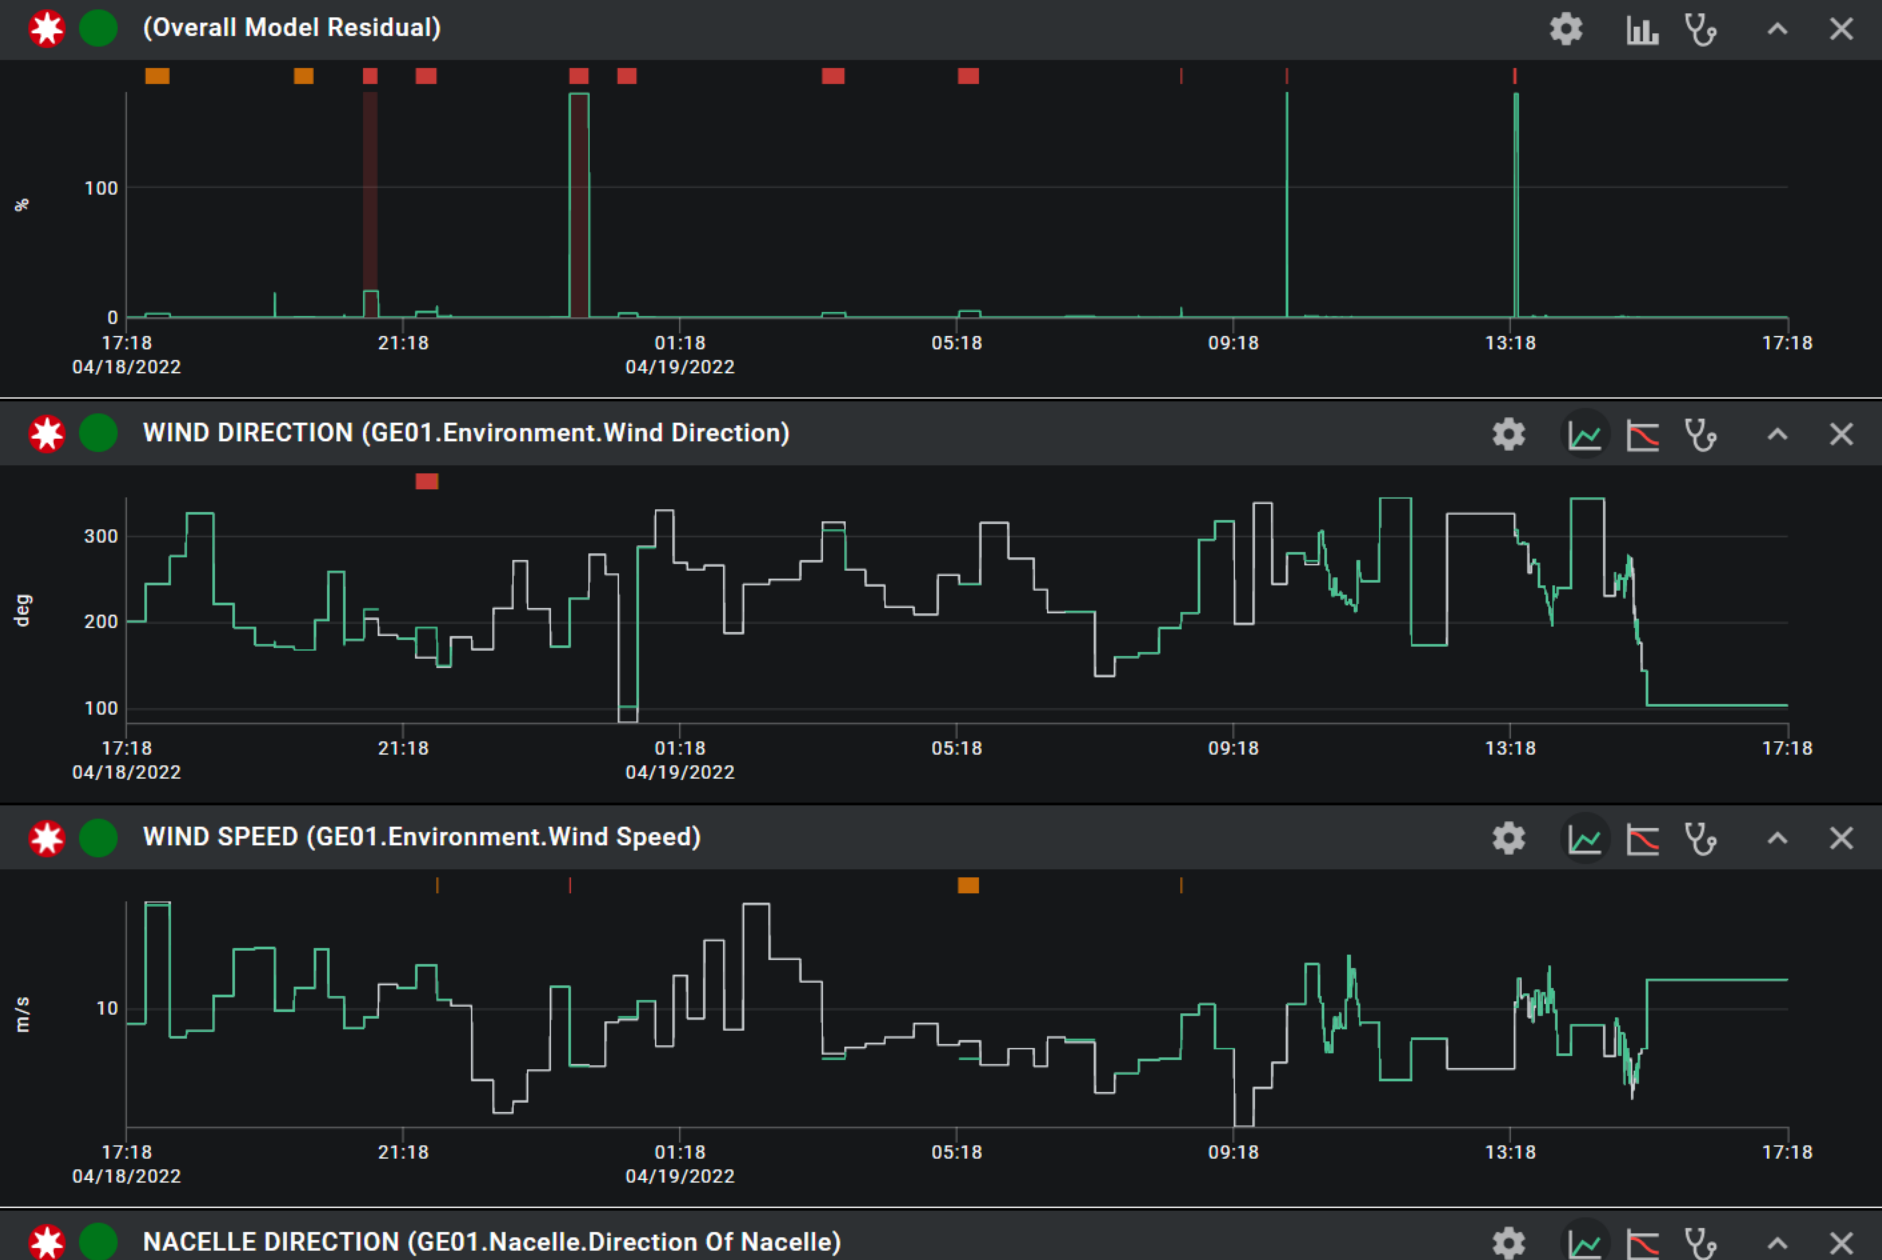 (Overall Model Residual)
100
%
0
17:18 21:18 01:18 05:18 09:18 13:18 17:18
04/18/2022 04/19/2022
WIND DIRECTION (GE01.Environment.Wind Direction)
300
deg
200
100
17:18 21:18 01:18 05:18 09:18 13:18 17:18
04/18/2022 04/19/2022
WIND SPEED (GE01.Environment.Wind Speed)
10
m/s
17:18 21:18 01:18 05:18 09:18 13:18 17:18
04/18/2022 04/19/2022
NACELLE DIRECTION (GE01.Nacelle.Direction Of Nacelle)